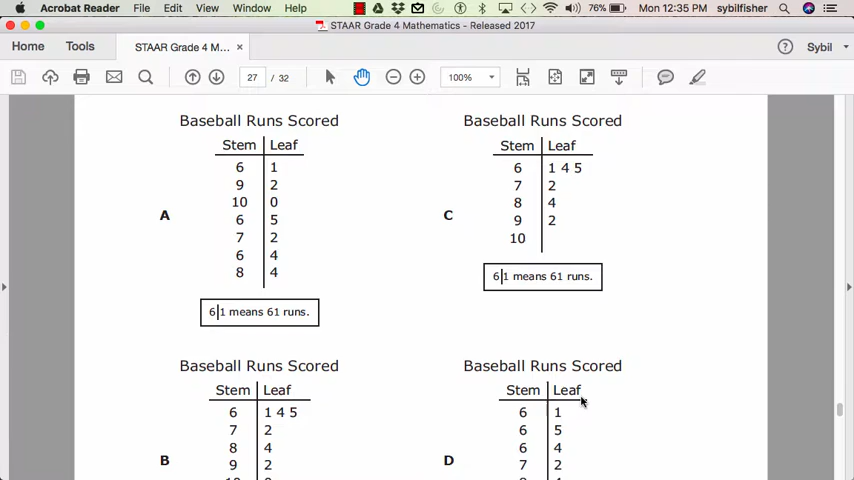 Acrobat Reader File Edit View Window Help 76% Mon 12:35 PM sybilfisher
STAAR Grade 4 Mathematics - Released 2017
Home Tools STAAR Grade 4 M... × Sybil
27 / 32 100%
Baseball Runs Scored
Stem Leaf
6 1
9 2
10 0
6 5
7 2
6 4
8 4
A
6|1 means 61 runs.
Baseball Runs Scored
Stem Leaf
6 1 4 5
7 2
8 4
9 2
10
C
6|1 means 61 runs.
Baseball Runs Scored
Stem Leaf
6 1 4 5
7 2
8 4
9 2
B
Baseball Runs Scored
Stem Leaf
6 1
6 5
6 4
7 2
D